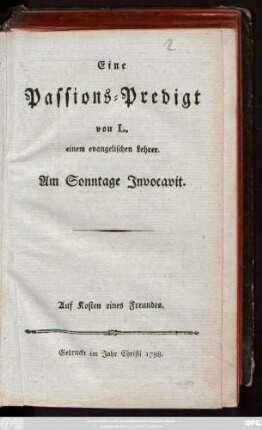 2
Eine
Passions-Predigt
von L.
einem evangelischen Lehrer.
Am Sonntage Invocavit.
Auf Kosten eines Freundes.
Gedruckt im Jahr Christi 1798.